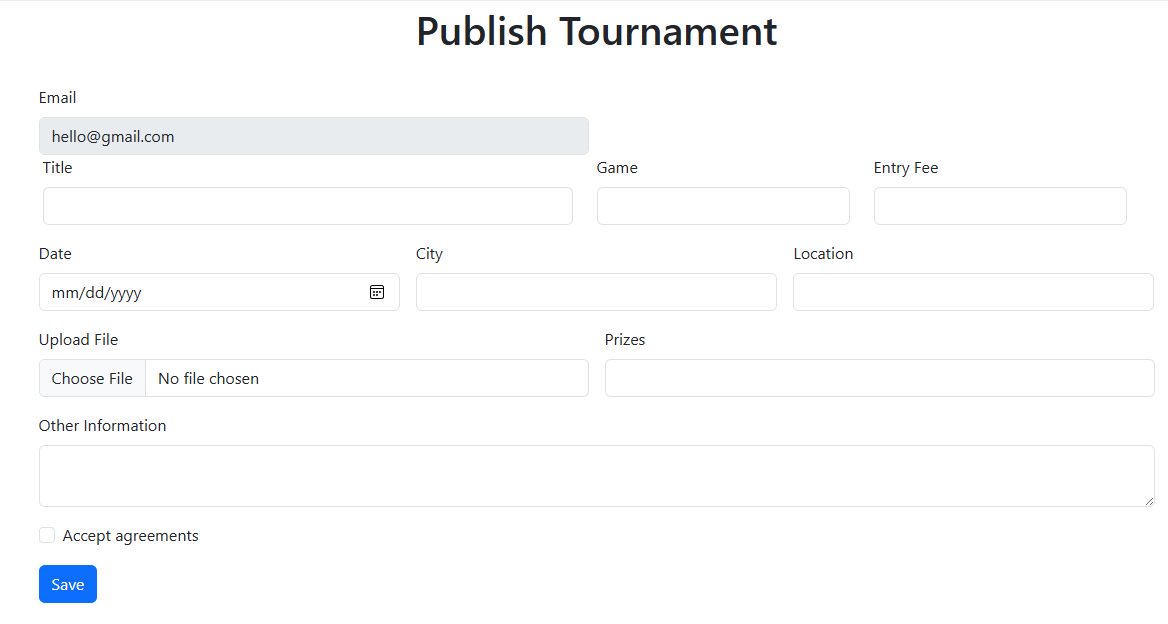 Publish Tournament
Email
hello@gmail.com
Title Game Entry Fee
Date City Location
mm/dd/yyyy
Upload File Prizes
Choose File No file chosen
Other Information
Accept agreements
Save